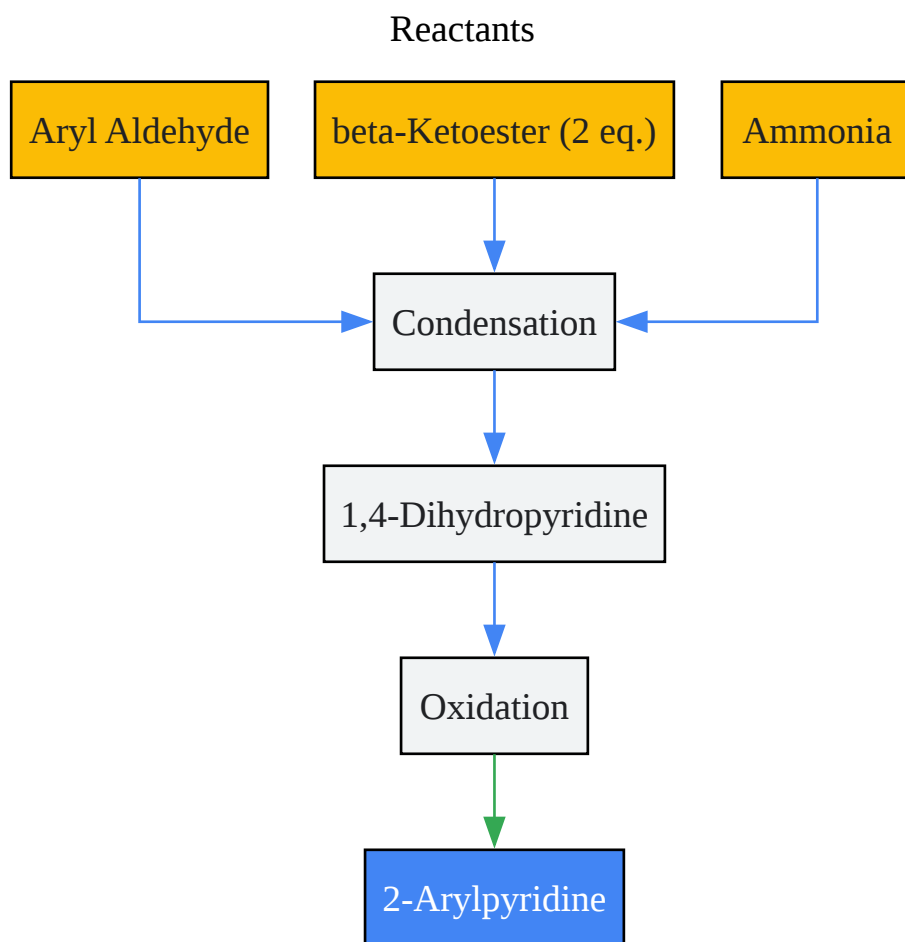 Reactants
Aryl Aldehyde
beta-Ketoester (2 eq.)
Ammonia
Condensation
1,4-Dihydropyridine
Oxidation
2-Arylpyridine